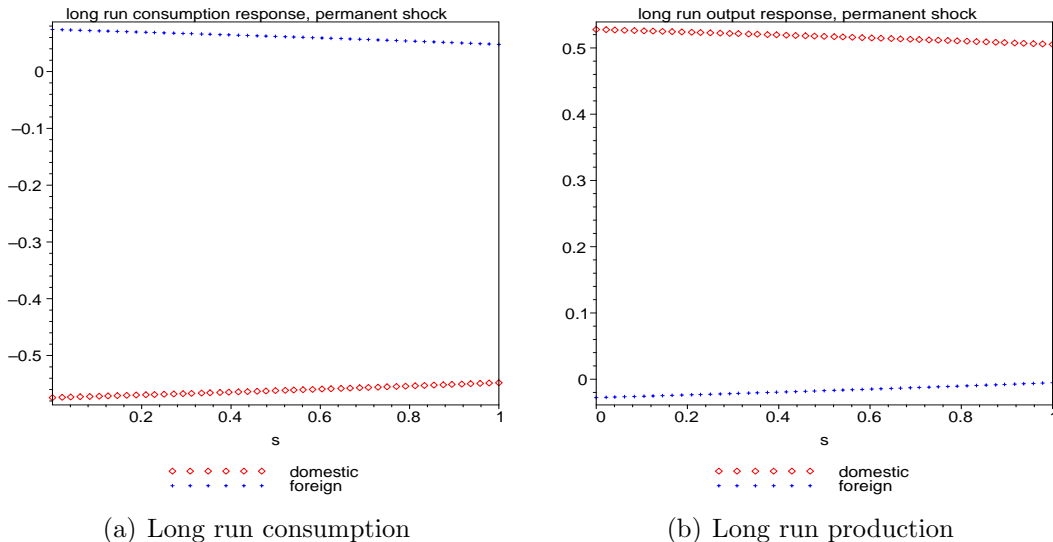 long run consumption response, permanent shock
0
–0.1
–0.2
–0.3
–0.4
–0.5
0.2 0.4 0.6 0.8 1
s
domestic
foreign
(a) Long run consumption
long run output response, permanent shock
0.5
0.4
0.3
0.2
0.1
0
0 0.2 0.4 0.6 0.8 1
s
domestic
foreign
(b) Long run production